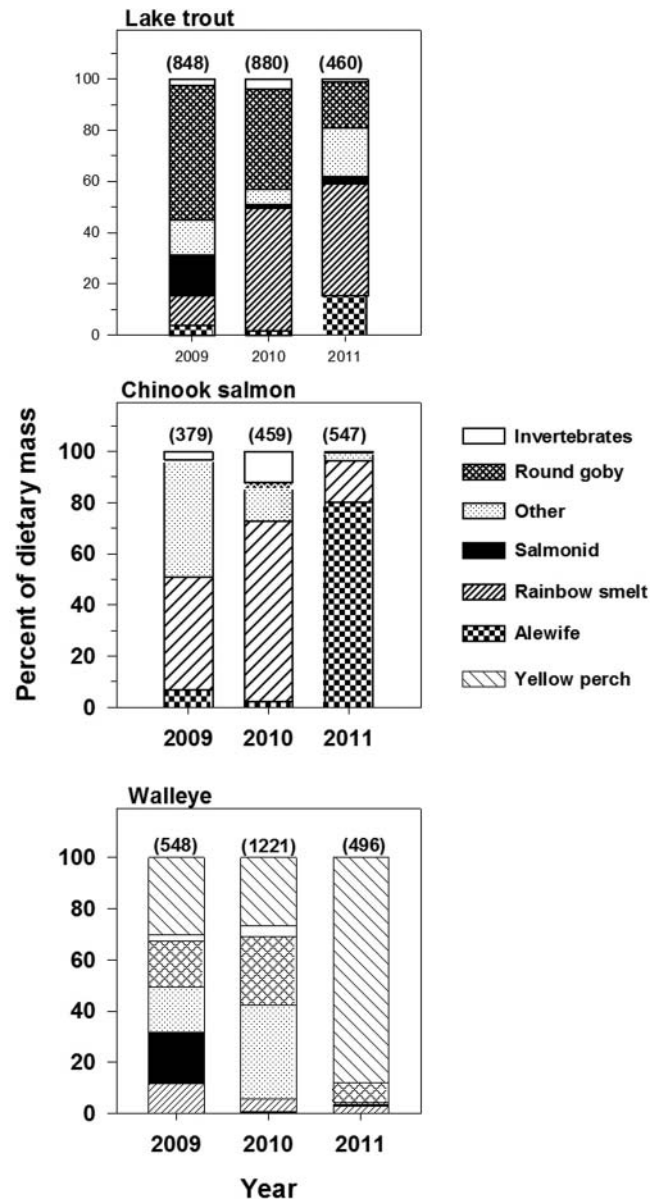 Lake trout
(848) (880) (460)
100
80
60
40
20
0
2009 2010 2011
Chinook salmon
(379) (459) (547)
100
80
60
40
20
0
2009 2010 2011
Percent of dietary mass
Invertebrates
Round goby
Other
Salmonid
Rainbow smelt
Alewife
Yellow perch
Walleye
(548) (1221) (496)
100
80
60
40
20
0
2009 2010 2011
Year